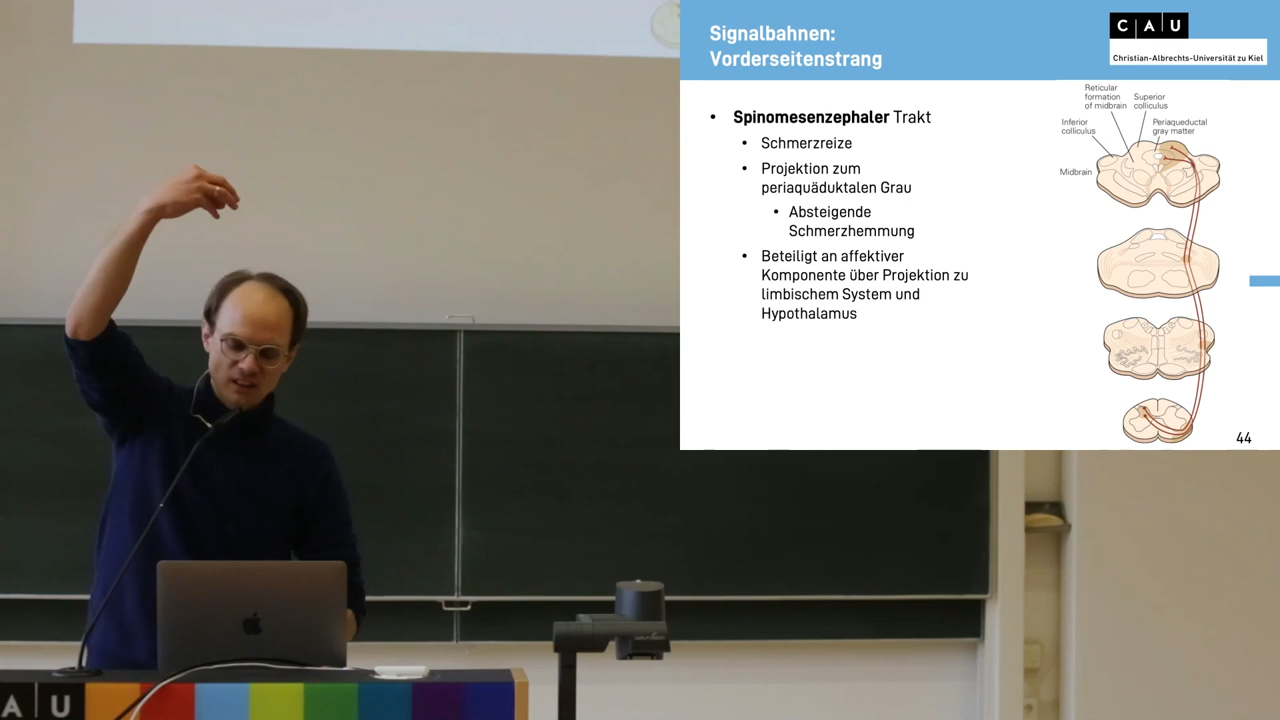 Signalbahnen:
Vorderseitenstrang
C A U
Christian-Albrechts-Universität zu Kiel
• Spinomesenzephaler Trakt
• Schmerzreize
• Projektion zum
periaquäduktalen Grau
• Absteigende
Schmerzhemmung
• Beteiligt an affektiver
Komponente über Projektion zu
limbischem System und
Hypothalamus
Reticular
formation
of midbrain
Superior
colliculus
Inferior
colliculus
Periaqueductal
gray matter
Midbrain
44
A U